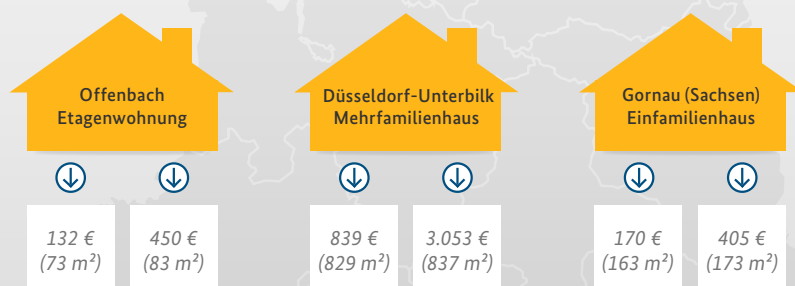 Offenbach
Etagenwohnung
Düsseldorf-Unterbilk
Mehrfamilienhaus
Gornau (Sachsen)
Einfamilienhaus
132 €
(73 m²)
450 €
(83 m²)
839 €
(829 m²)
3.053 €
(837 m²)
170 €
(163 m²)
405 €
(173 m²)